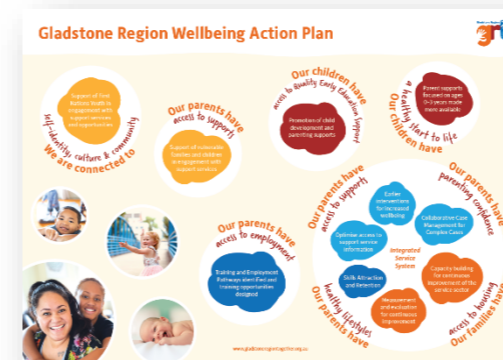 Gladstone Region Wellbeing Action Plan
Support of First
Nations Youth in
engagement with
support services
and opportunities
self-identity, culture & community
We are connected to
Our parents have
access to supports
Support of vulnerable
families and children
in engagement with
support services
Our children have
access to Quality Early Education Support
Promotion of child
development and
parenting supports
Parent supports
focused on ages
0-3 years made
more available
a healthy start to life
Our children have
Our parents have
access to employment
Training and Employment
Pathways identified and
training opportunities
designed
Our parents have
access to supports
Our parents have
parenting confidence
Earlier
interventions
for increased
wellbeing
Collaborative Case
Management for
Complex Cases
Optimise access to
support service
information
Integrated
Service
System
Skills Attraction
and Retention
Capacity building
for continuous
improvement of the
service sector
Measurement
and evaluation
for continuous
improvement
healthy lifestyles
Our parents have
access to housing
Our families have
www.gladstoneregiontogether.org.au